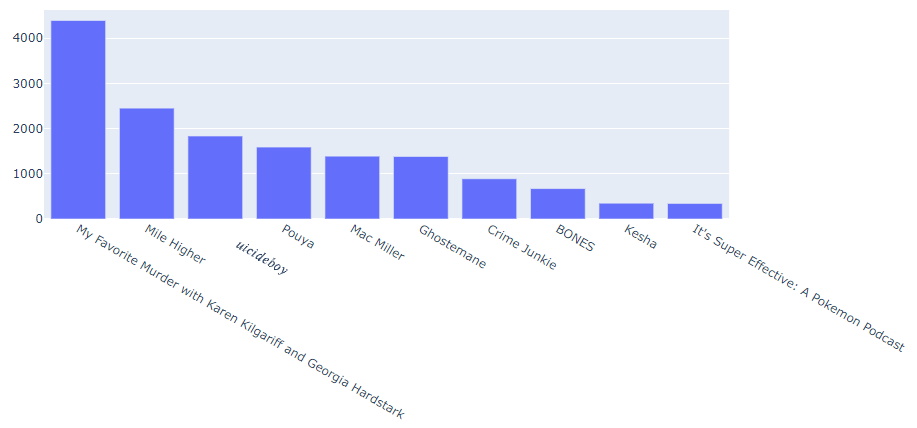 4000
3000
2000
1000
0
My Favorite Murder with Karen Kilgariff and Georgia Hardstark
Mile Higher
uicideboy
Pouya
Mac Miller
Ghostemane
Crime Junkie
BONES
Kesha
It's Super Effective: A Pokemon Podcast